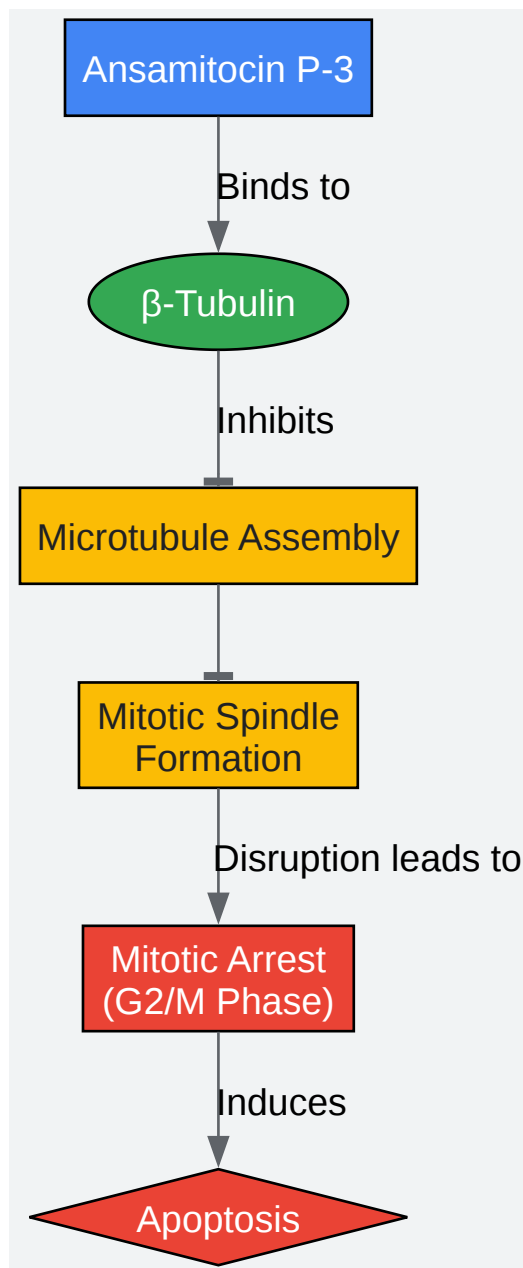 Ansamitocin P-3
Binds to
β-Tubulin
Inhibits
Microtubule Assembly
Mitotic Spindle
Formation
Disruption leads to
Mitotic Arrest
(G2/M Phase)
Induces
Apoptosis